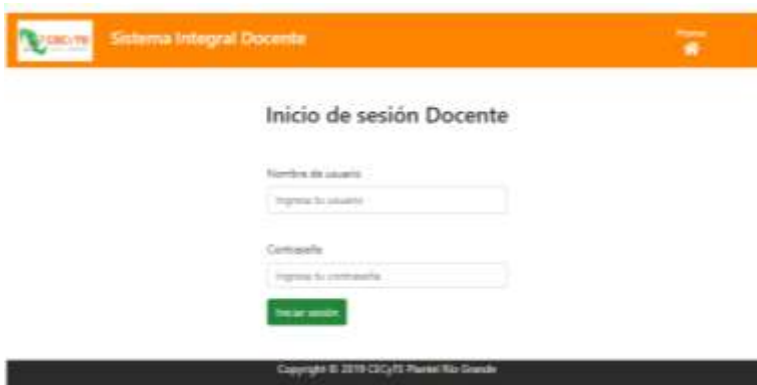 CECyTE
Sistema Integral Docente
Inicio de sesión Docente
Nombre de usuario
Ingresa tu usuario
Contraseña
Ingresa tu contraseña
Iniciar sesión
Copyright © 2019 CECyTE Plantel Río Grande